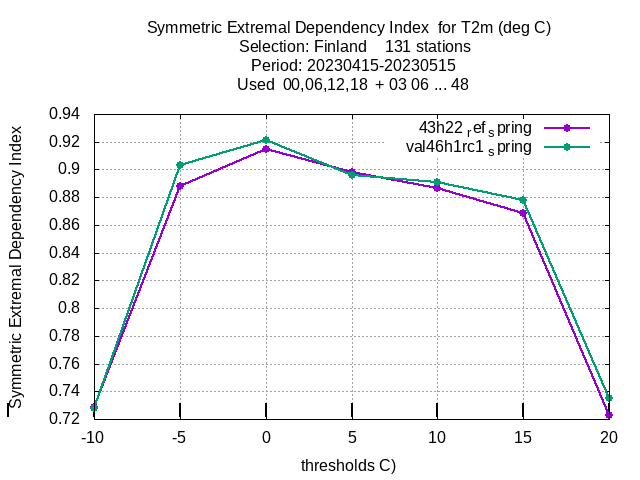 Symmetric Extremal Dependency Index  for T2m (deg C)
Selection: Finland    131 stations
Period: 20230415-20230515
Used  00,06,12,18  + 03 06 ... 48
43h22 refspring
val46h1rc1 spring
0.94
0.92
0.9
0.88
0.86
0.84
0.82
0.8
0.78
0.76
0.74
0.72
Symmetric Extremal Dependency Index
-10
-5
0
5
10
15
20
thresholds C)